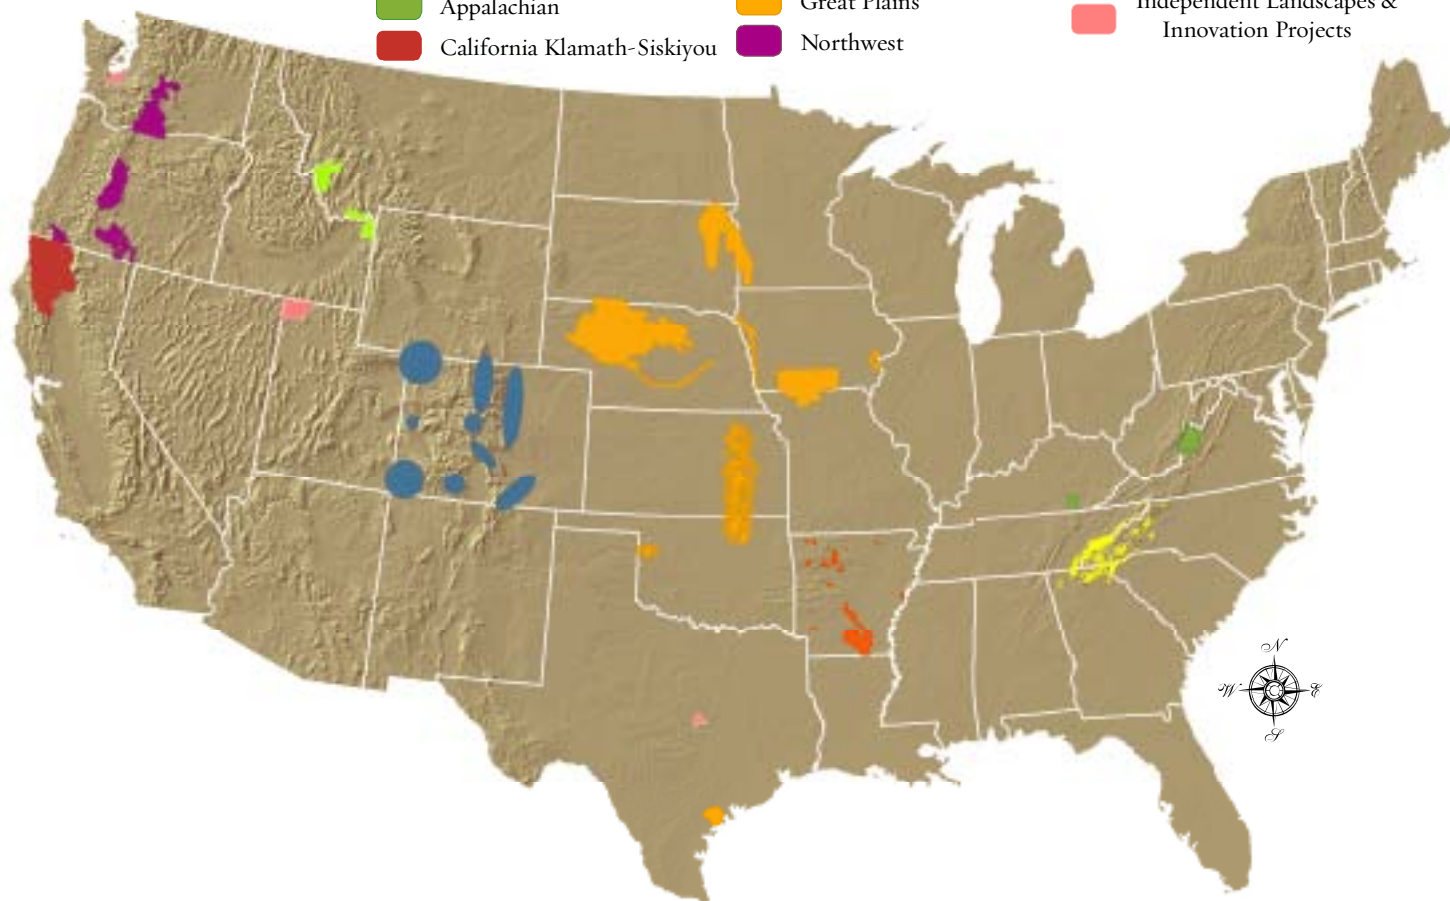 Appalachian
California Klamath-Siskiyou
Great Plains
Northwest
Independent Landscapes &
Innovation Projects
N
W
E
S